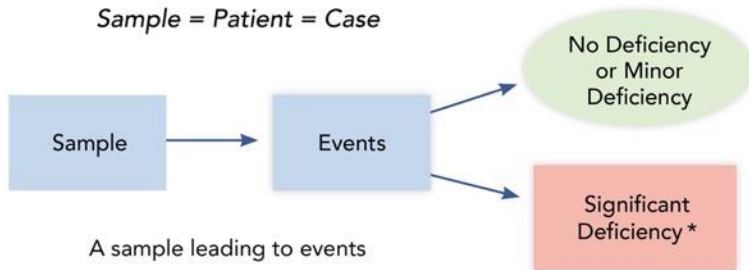 Sample = Patient = Case
No Deficiency
or Minor
Deficiency
Sample
Events
Significant
Deficiency *
A sample leading to events